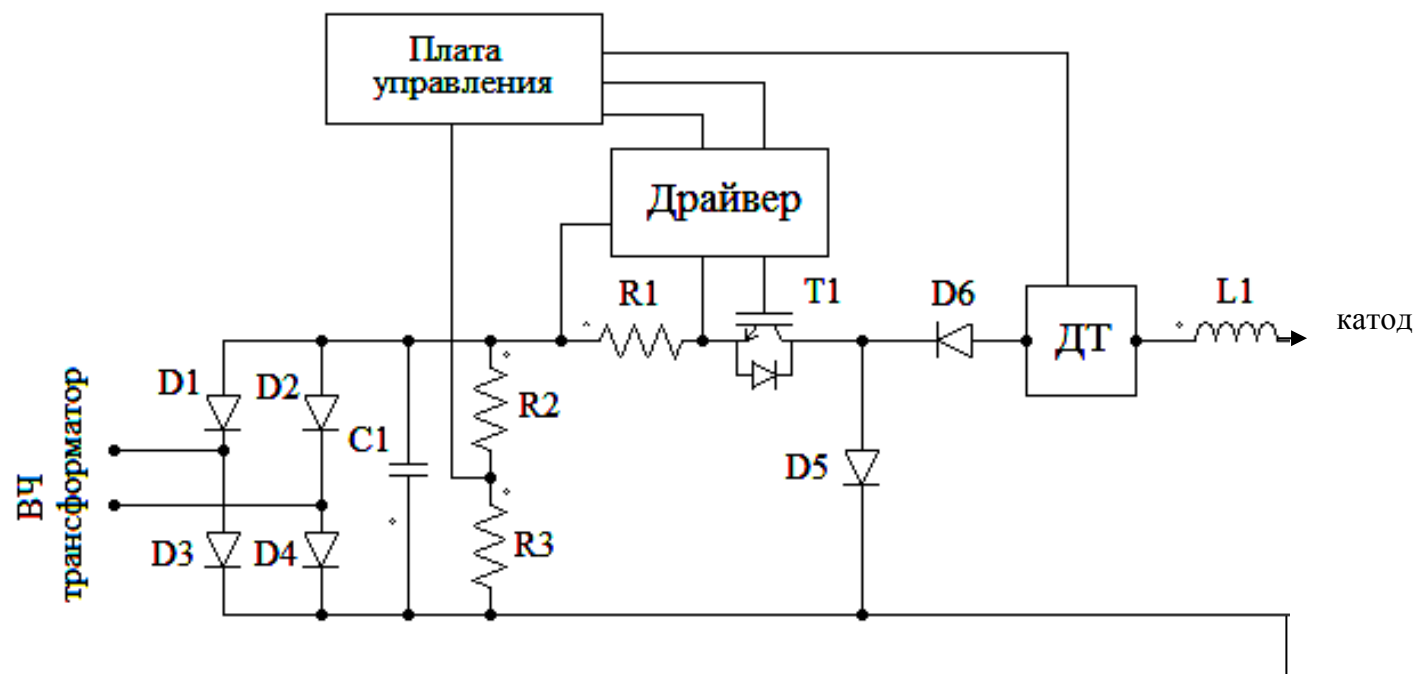 Плата
управления
Драйвер
R1
T1
D6
ДТ
L1
катод
D1
D2
C1
R2
D5
D3
D4
R3
ВЧ
трансформатор